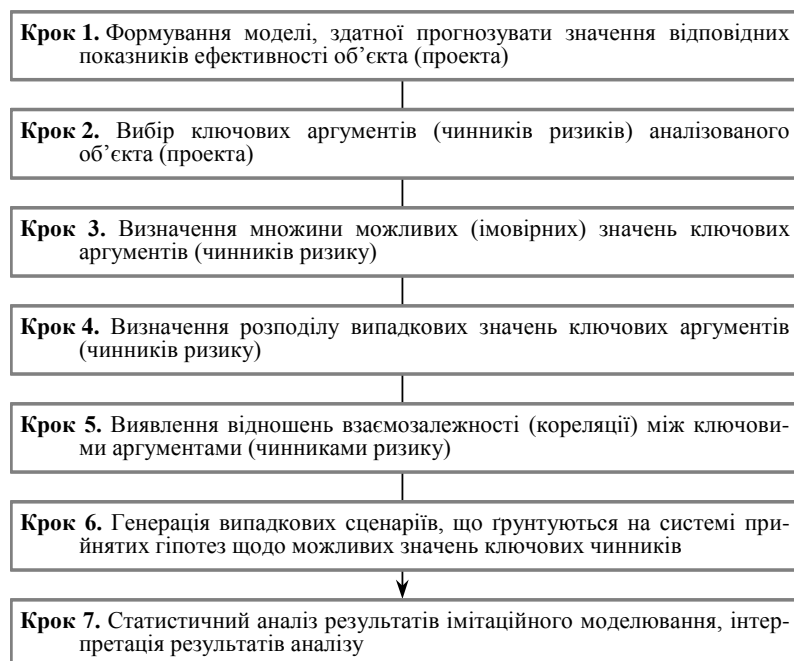 Крок 1. Формування моделі, здатної прогнозувати значення відповідних
показників ефективності об’єкта (проекта)
Крок 2. Вибір ключових аргументів (чинників ризиків) аналізованого
об’єкта (проекта)
Крок 3. Визначення множини можливих (імовірних) значень ключових
аргументів (чинників ризику)
Крок 4. Визначення розподілу випадкових значень ключових аргументів
(чинників ризику)
Крок 5. Виявлення відношень взаємозалежності (кореляції) між ключови-
ми аргументами (чинниками ризику)
Крок 6. Генерація випадкових сценаріїв, що ґрунтуються на системі при-
йнятих гіпотез щодо можливих значень ключових чинників
Крок 7. Статистичний аналіз результатів імітаційного моделювання, інтер-
претація результатів аналізу